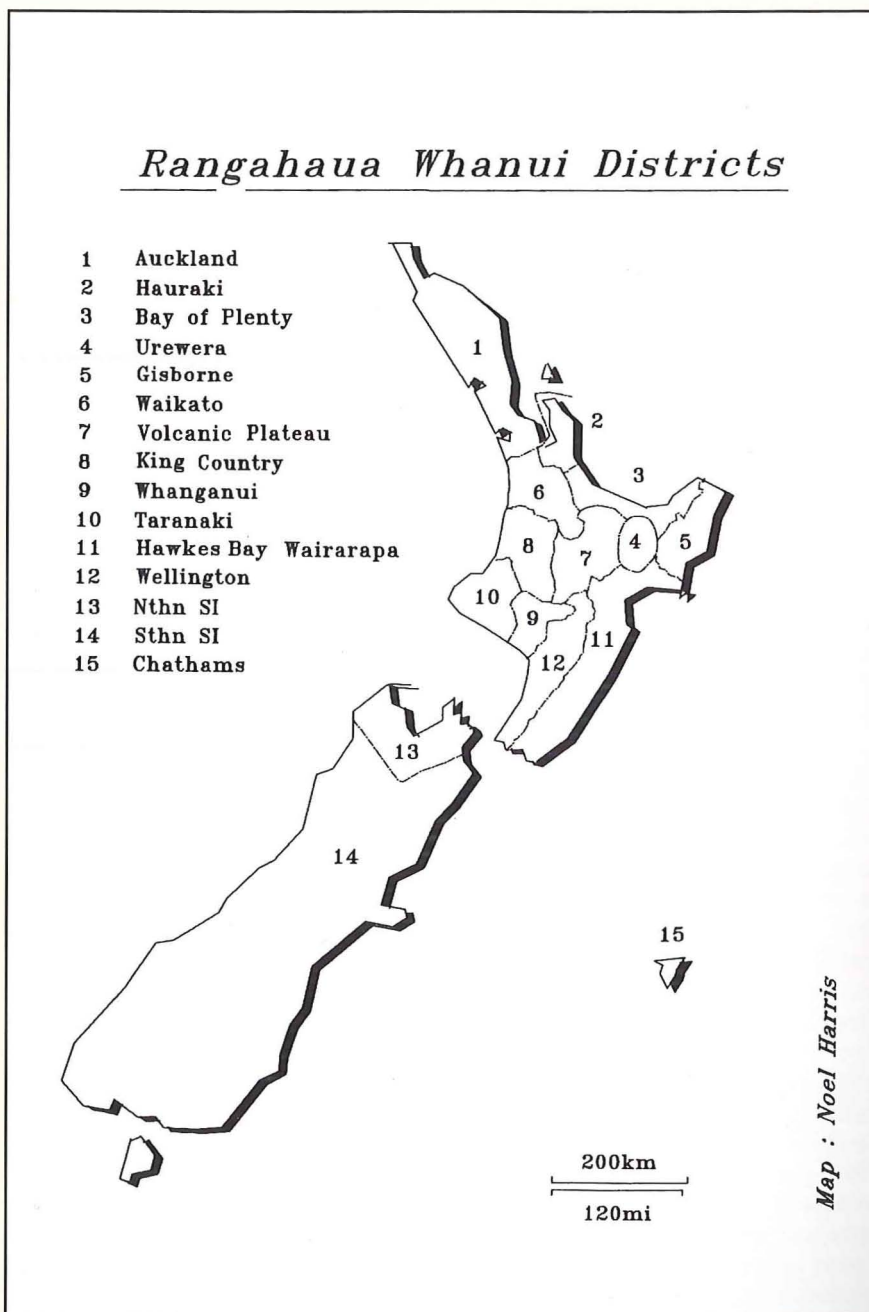 Rangahaua Whanui Districts
1 Auckland
2 Hauraki
3 Bay of Plenty
4 Urewera
5 Gisborne
6 Waikato
7 Volcanic Plateau
8 King Country
9 Whanganui
10 Taranaki
11 Hawkes Bay Wairarapa
12 Wellington
13 Nthn SI
14 Sthn SI
15 Chathams
1
2
3
6
8
7
4
5
10
9
11
12
13
14
15
200km
120mi
Map : Noel Harris